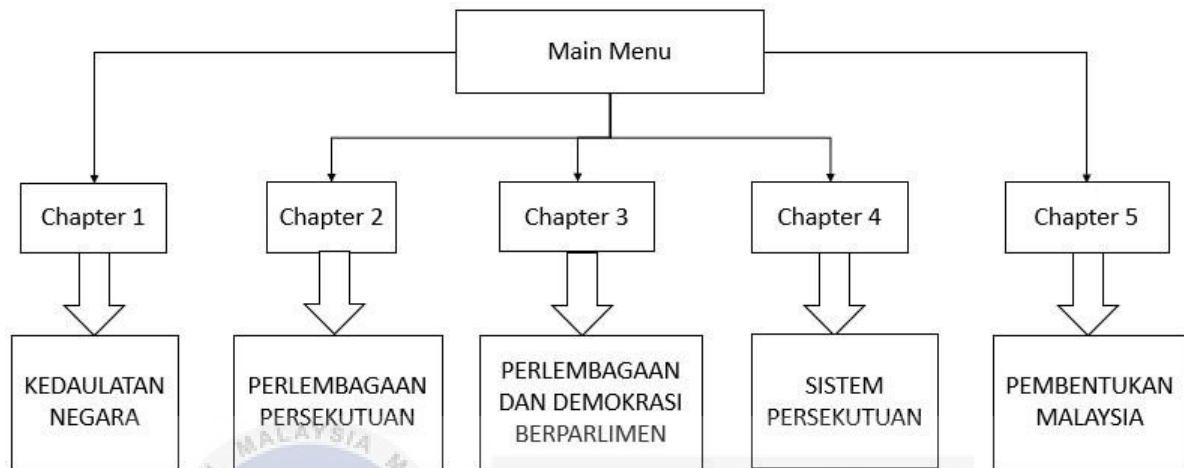 Main Menu
Chapter 1
Chapter 2
Chapter 3
Chapter 4
Chapter 5
KEDAULATAN
NEGARA
PERLEMBAGAAN
PERSEKUTUAN
PERLEMBAGAAN
DAN DEMOKRASI
BERPARLIMEN
SISTEM
PERSEKUTUAN
PEMBENTUKAN
MALAYSIA
MALAYSIA